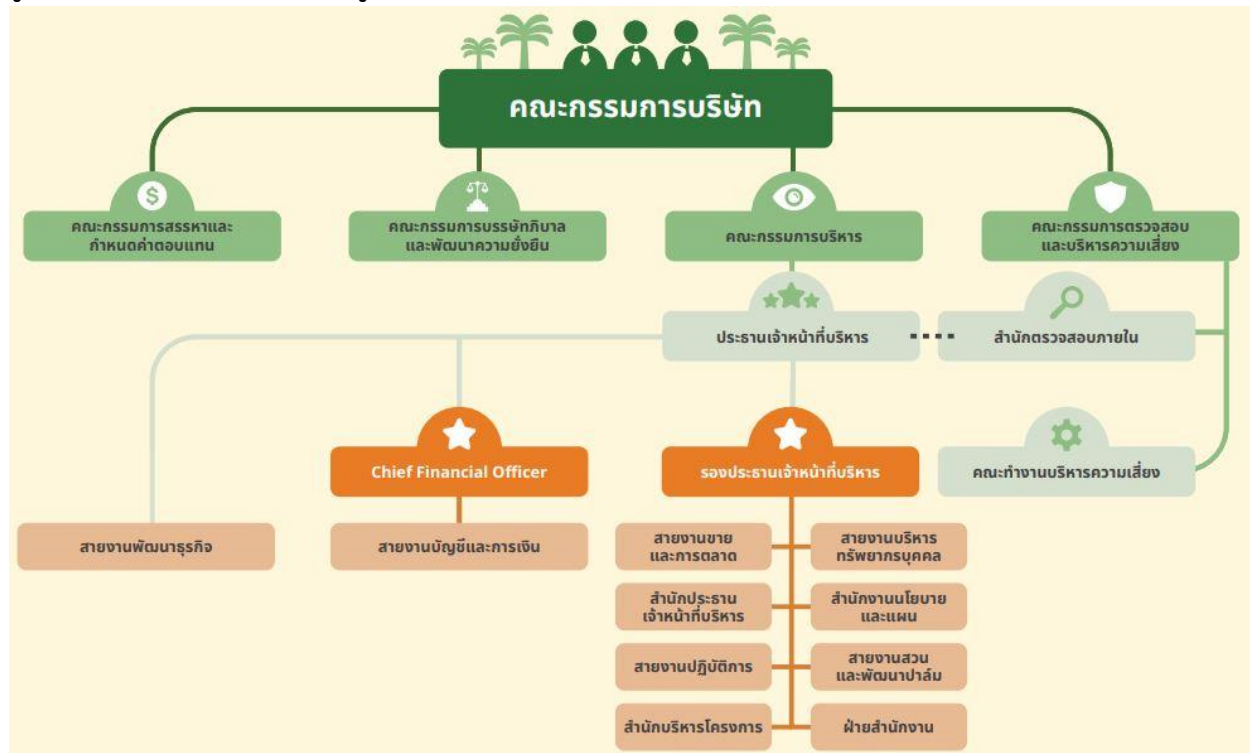 คณะกรรมการบริษัท
คณะกรรมการสรรหาและ
กำหนดค่าตอบแทน
คณะกรรมการบรรษัทภิบาล
และพัฒนาความยั่งยืน
คณะกรรมการบริหาร
คณะกรรมการตรวจสอบ
และบริหารความเสี่ยง
ประธานเจ้าหน้าที่บริหาร
สำนักตรวจสอบภายใน
Chief Financial Officer
รองประธานเจ้าหน้าที่บริหาร
คณะทำงานบริหารความเสี่ยง
สายงานพัฒนาธุรกิจ
สายงานบัญชีและการเงิน
สายงานขาย
และการตลาด
สายงานบริหาร
ทรัพยากรบุคคล
สำนักประธาน
เจ้าหน้าที่บริหาร
สำนักงานนโยบาย
และแผน
สายงานปฏิบัติการ
สายงานสวน
และพัฒนาปาล์ม
สำนักบริหารโครงการ
ฝ่ายสำนักงาน